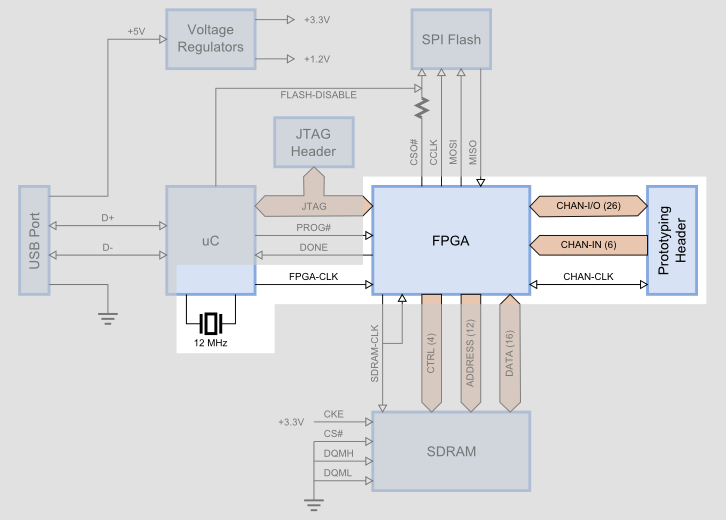 Voltage
Regulators
+5V
+3.3V
+1.2V
SPI Flash
FLASH-DISABLE
JTAG
Header
CSO#
CCLK
MOSI
MISO
USB Port
D+
D-
uC
JTAG
PROG#
DONE
FPGA-CLK
FPGA
CHAN-I/O (26)
CHAN-IN (6)
CHAN-CLK
Prototyping
Header
12 MHz
SDRAM-CLK
CTRL (4)
ADDRESS (12)
DATA (16)
+3.3V
CKE
CS#
DQMH
DQML
SDRAM